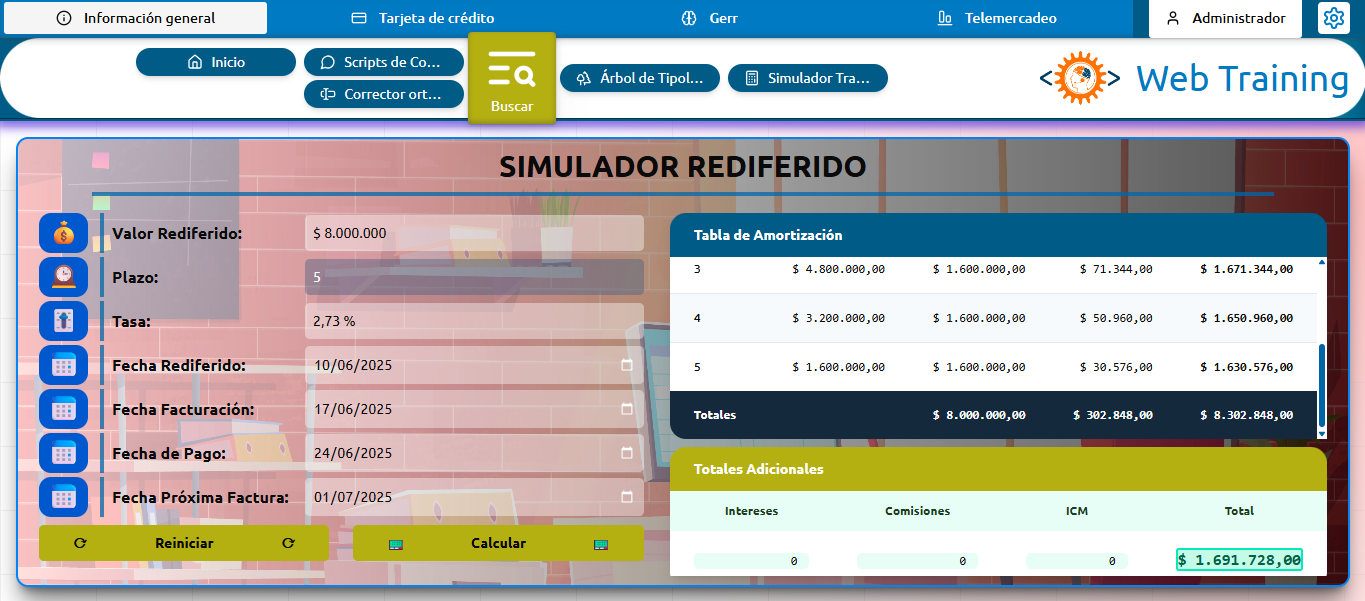 Información general
Tarjeta de crédito
Gerr
Telemercadeo
Administrador
Inicio
Scripts de Co...
Corrector ort...
Buscar
Árbol de Tipol...
Simulador Tra...
Web Training
SIMULADOR REDIFERIDO
Valor Rediferido:
$ 8.000.000
Plazo:
5
Tasa:
2,73 %
Fecha Rediferido:
10/06/2025
Fecha Facturación:
17/06/2025
Fecha de Pago:
24/06/2025
Fecha Próxima Factura:
01/07/2025
Reiniciar
Calcular
Tabla de Amortización
3 $ 4.800.000,00 $ 1.600.000,00 $ 71.344,00 $ 1.671.344,00
4 $ 3.200.000,00 $ 1.600.000,00 $ 50.960,00 $ 1.650.960,00
5 $ 1.600.000,00 $ 1.600.000,00 $ 30.576,00 $ 1.630.576,00
Totales $ 8.000.000,00 $ 302.848,00 $ 8.302.848,00
Totales Adicionales
Intereses Comisiones ICM Total
0 0 0 $ 1.691.728,00